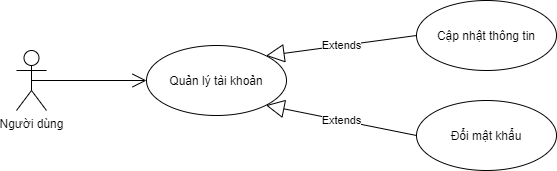 Cập nhật thông tin
Extends
Quản lý tài khoản
Người dùng
Extends
Đổi mật khẩu